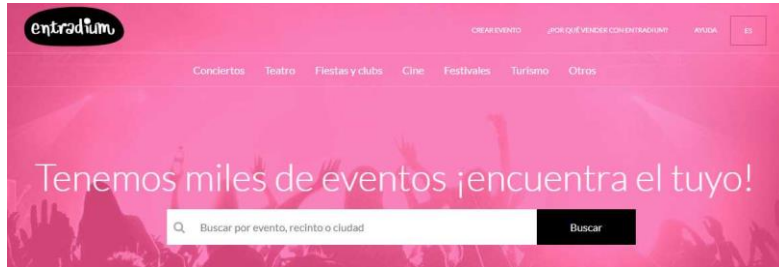 entradium
CREAR EVENTO ¿POR QUÉ VENDER CON ENTRADIUM? AYUDA ES
Conciertos Teatro Fiestas y clubs Cine Festivales Turismo Otros
Tenemos miles de eventos ¡encuentra el tuyo!
Buscar por evento, recinto o ciudad Buscar